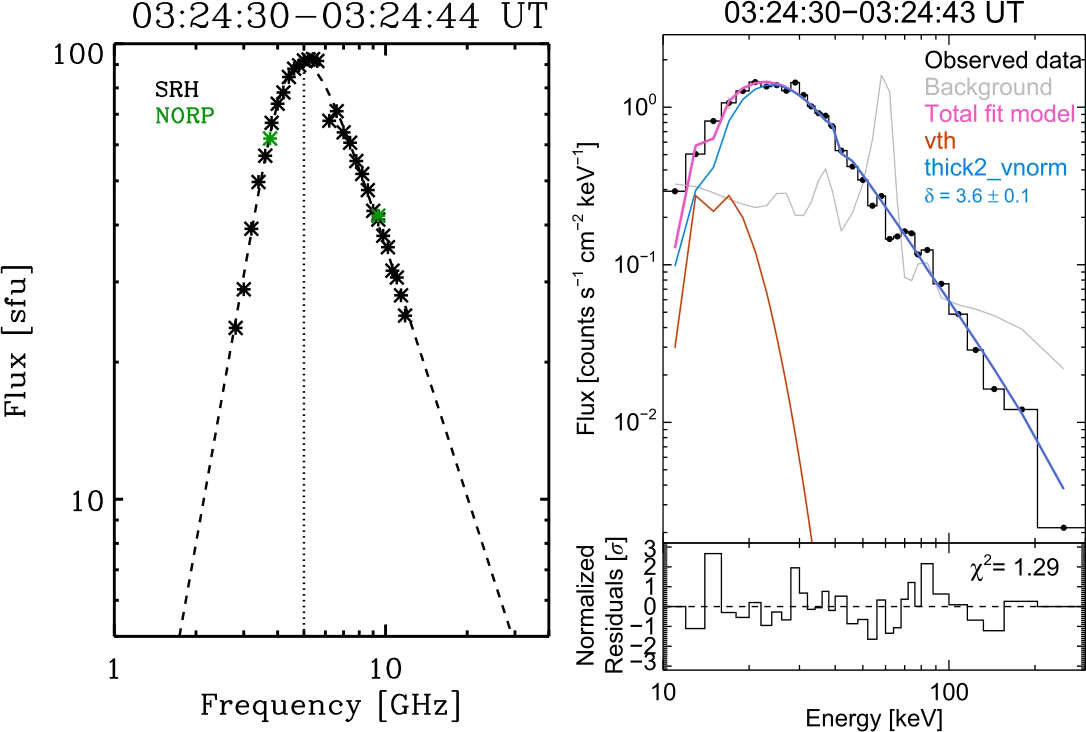 03:24:30−03:24:44 UT
100
10
SRH
NORP
Flux [sfu]
1
10
Frequency [GHz]
03:24:30−03:24:43 UT
Observed data
Background
Total fit model
vth
thick2_vnorm
δ = 3.6 ± 0.1
10⁰
10⁻¹
10⁻²
Flux [counts s⁻¹ cm⁻² keV⁻¹]
χ²= 1.29
3
2
1
0
−1
−2
−3
Normalized
Residuals [σ]
10
100
Energy [keV]